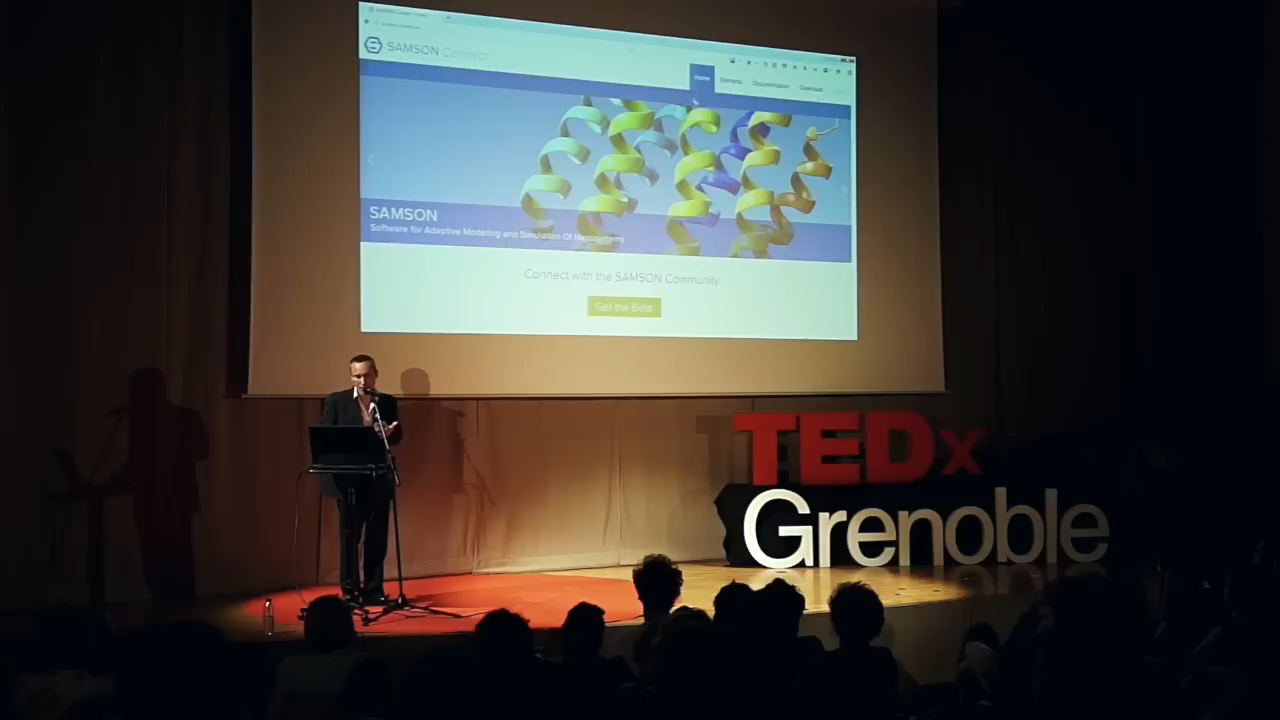 SAMSON Connect
Home Elements Documentation Download
SAMSON
Software for Adaptive Modeling and Simulation Of Nanosystems
Connect with the SAMSON Community
Get the Beta
TEDx
Grenoble